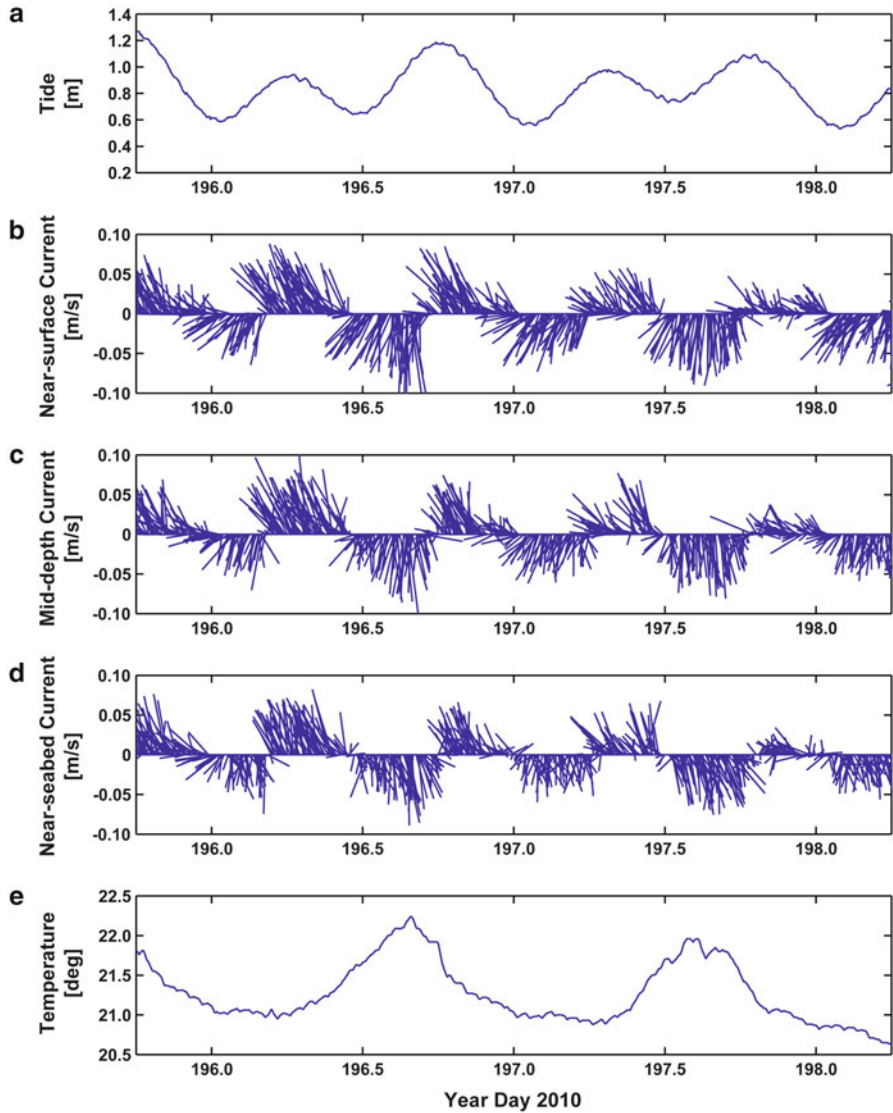 a
Tide
[m]
1.4
1.2
1.0
0.8
0.6
0.4
0.2
196.0 196.5 197.0 197.5 198.0
b
Near-surface Current
[m/s]
0.10
0.05
0
-0.05
-0.10
196.0 196.5 197.0 197.5 198.0
c
Mid-depth Current
[m/s]
0.10
0.05
0
-0.05
-0.10
196.0 196.5 197.0 197.5 198.0
d
Near-seabed Current
[m/s]
0.10
0.05
0
-0.05
-0.10
196.0 196.5 197.0 197.5 198.0
e
Temperature
[deg]
22.5
22.0
21.5
21.0
20.5
196.0 196.5 197.0 197.5 198.0
Year Day 2010